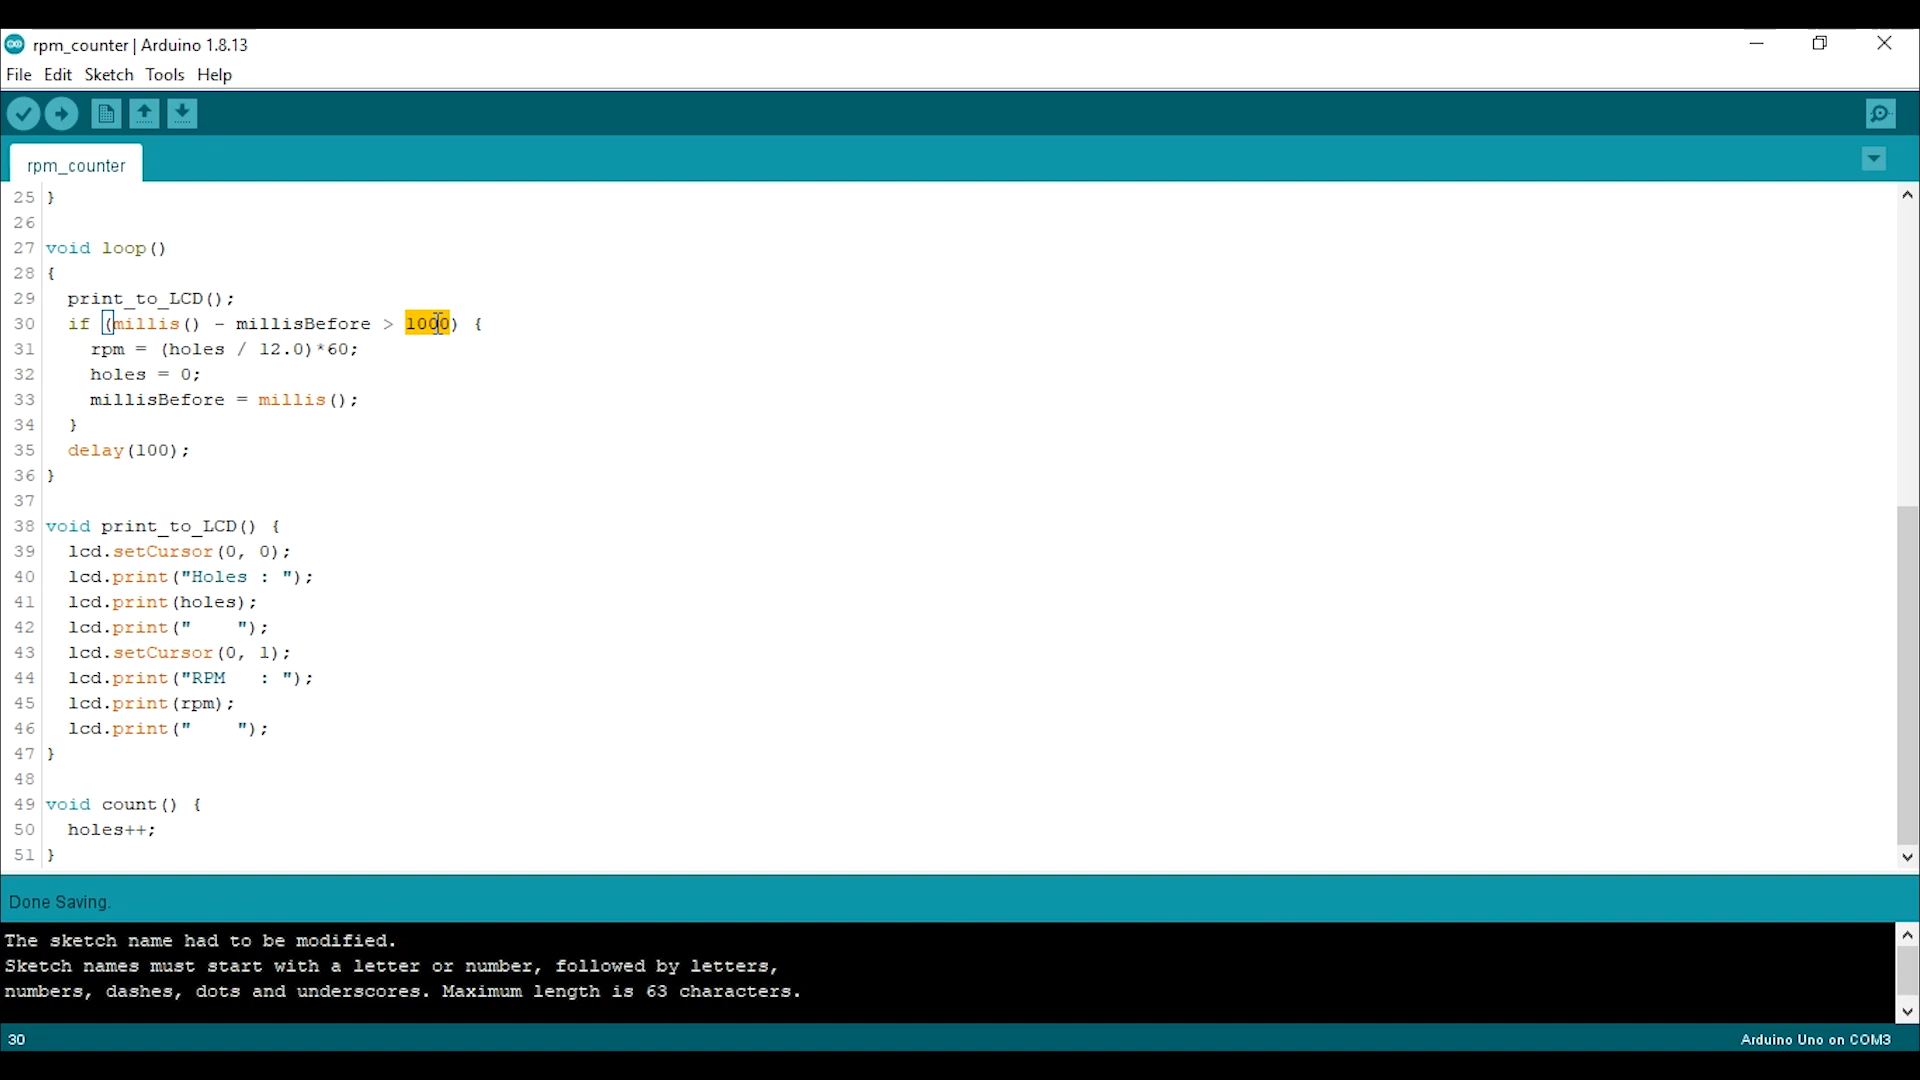 rpm_counter | Arduino 1.8.13
File Edit Sketch Tools Help
rpm_counter
25 }
26
27 void loop()
28 {
29   print_to_LCD();
30   if (millis() - millisBefore > 1000) {
31     rpm = (holes / 12.0)*60;
32     holes = 0;
33     millisBefore = millis();
34   }
35   delay(100);
36 }
37
38 void print_to_LCD() {
39   lcd.setCursor(0, 0);
40   lcd.print("Holes : ");
41   lcd.print(holes);
42   lcd.print("    ");
43   lcd.setCursor(0, 1);
44   lcd.print("RPM   : ");
45   lcd.print(rpm);
46   lcd.print("    ");
47 }
48
49 void count() {
50   holes++;
51 }
Done Saving.
The sketch name had to be modified.
Sketch names must start with a letter or number, followed by letters,
numbers, dashes, dots and underscores. Maximum length is 63 characters.
30 Arduino Uno on COM3